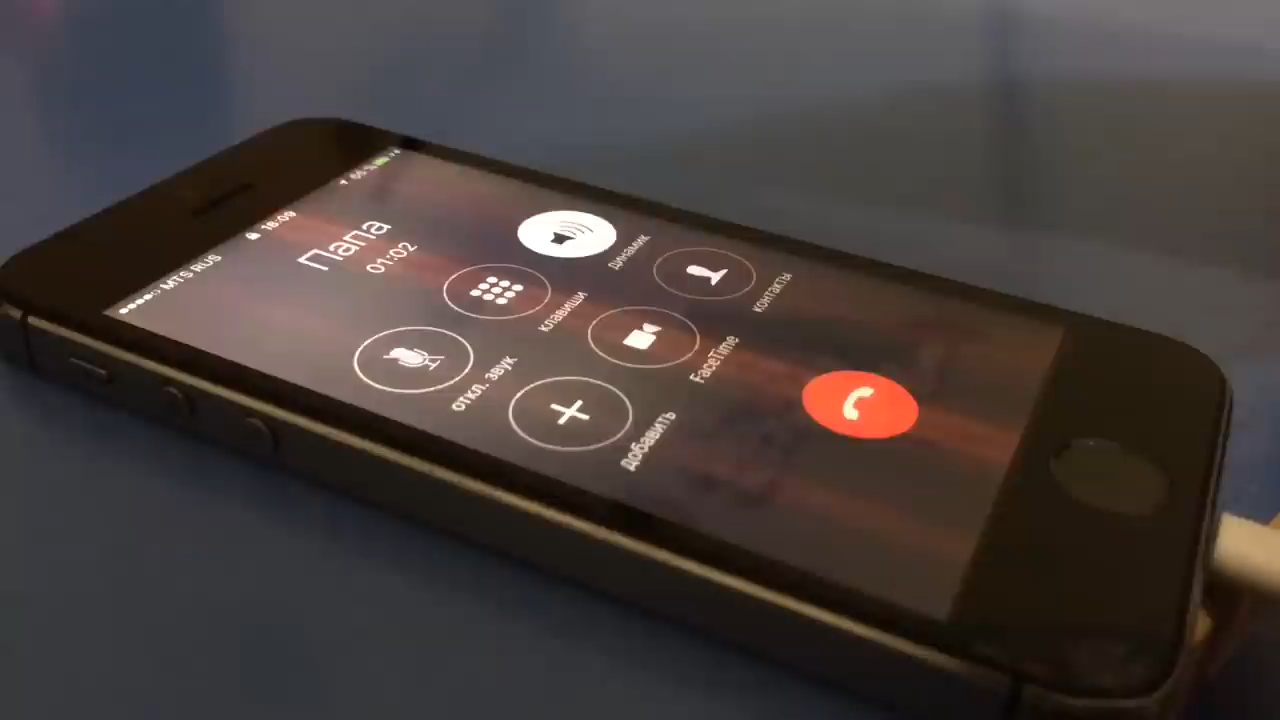 MTS RUS 18:09
Папа
01:02
откл. звук
клавиши
динамик
добавить
FaceTime
контакты